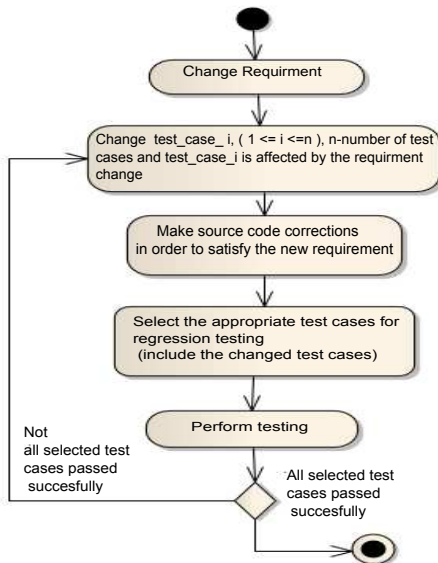 Change Requirment
Change test_case_ i, ( 1 <= i <=n ), n-number of test
cases and test_case_i is affected by the requirment
change
Make source code corrections
in order to satisfy the new requirement
Select the appropriate test cases for
regression testing
(include the changed test cases)
Perform testing
Not
all selected test
cases passed
succesfully
All selected test
cases passed
succesfully